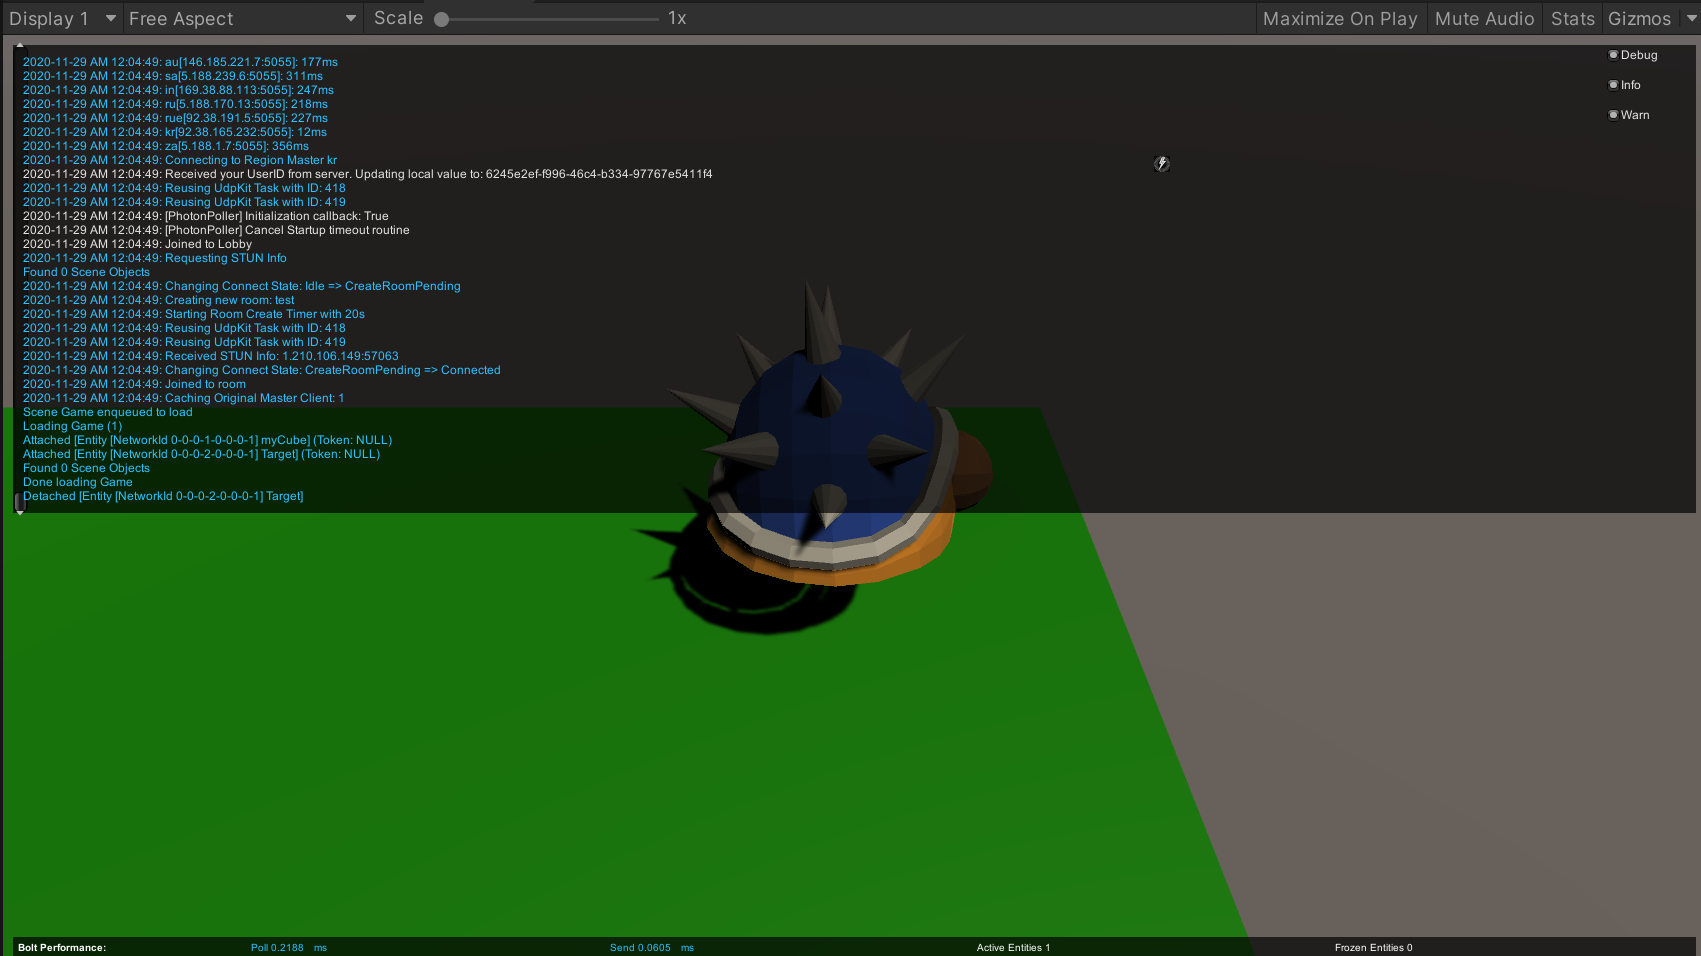 Display 1 Free Aspect Scale 1x Maximize On Play Mute Audio Stats Gizmos
2020-11-29 AM 12:04:49: au[146.185.221.7:5055]: 177ms
2020-11-29 AM 12:04:49: sa[5.188.239.6:5055]: 311ms
2020-11-29 AM 12:04:49: in[169.38.88.113:5055]: 247ms
2020-11-29 AM 12:04:49: ru[5.188.170.13:5055]: 218ms
2020-11-29 AM 12:04:49: rue[92.38.191.5:5055]: 227ms
2020-11-29 AM 12:04:49: kr[92.38.165.232:5055]: 12ms
2020-11-29 AM 12:04:49: za[5.188.1.7:5055]: 356ms
2020-11-29 AM 12:04:49: Connecting to Region Master kr
2020-11-29 AM 12:04:49: Received your UserID from server. Updating local value to: 6245e2ef-f996-46c4-b334-97767e5411f4
2020-11-29 AM 12:04:49: Reusing UdpKit Task with ID: 418
2020-11-29 AM 12:04:49: Reusing UdpKit Task with ID: 419
2020-11-29 AM 12:04:49: [PhotonPoller] Initialization callback: True
2020-11-29 AM 12:04:49: [PhotonPoller] Cancel Startup timeout routine
2020-11-29 AM 12:04:49: Joined to Lobby
2020-11-29 AM 12:04:49: Requesting STUN Info
Found 0 Scene Objects
2020-11-29 AM 12:04:49: Changing Connect State: Idle => CreateRoomPending
2020-11-29 AM 12:04:49: Creating new room: test
2020-11-29 AM 12:04:49: Starting Room Create Timer with 20s
2020-11-29 AM 12:04:49: Reusing UdpKit Task with ID: 418
2020-11-29 AM 12:04:49: Reusing UdpKit Task with ID: 419
2020-11-29 AM 12:04:49: Received STUN Info: 1.210.106.149:57063
2020-11-29 AM 12:04:49: Changing Connect State: CreateRoomPending => Connected
2020-11-29 AM 12:04:49: Joined to room
2020-11-29 AM 12:04:49: Caching Original Master Client: 1
Scene Game enqueued to load
Loading Game (1)
Attached [Entity [NetworkId 0-0-0-1-0-0-0-1] myCube] (Token: NULL)
Attached [Entity [NetworkId 0-0-0-2-0-0-0-1] Target] (Token: NULL)
Found 0 Scene Objects
Done loading Game
Detached [Entity [NetworkId 0-0-0-2-0-0-0-1] Target]
Debug
Info
Warn
Bolt Performance: Poll 0.2188 ms Send 0.0605 ms Active Entities 1 Frozen Entities 0